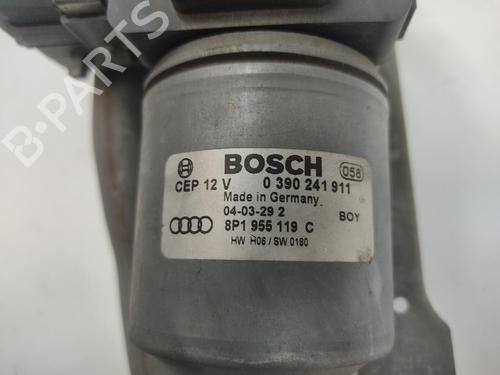 BOSCH
058
CEP 12 V 0 390 241 911
Made in Germany
04-03-29 2
BOY
8P1 955 119 C
HW H06 / SW 0180
B-PARTS